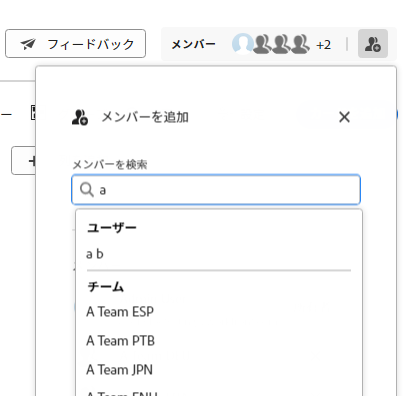 フィードバック
メンバー
+2
メンバーを追加
メンバーを検索
a
ユーザー
a b
チーム
A Team ESP
A Team PTB
A Team JPN